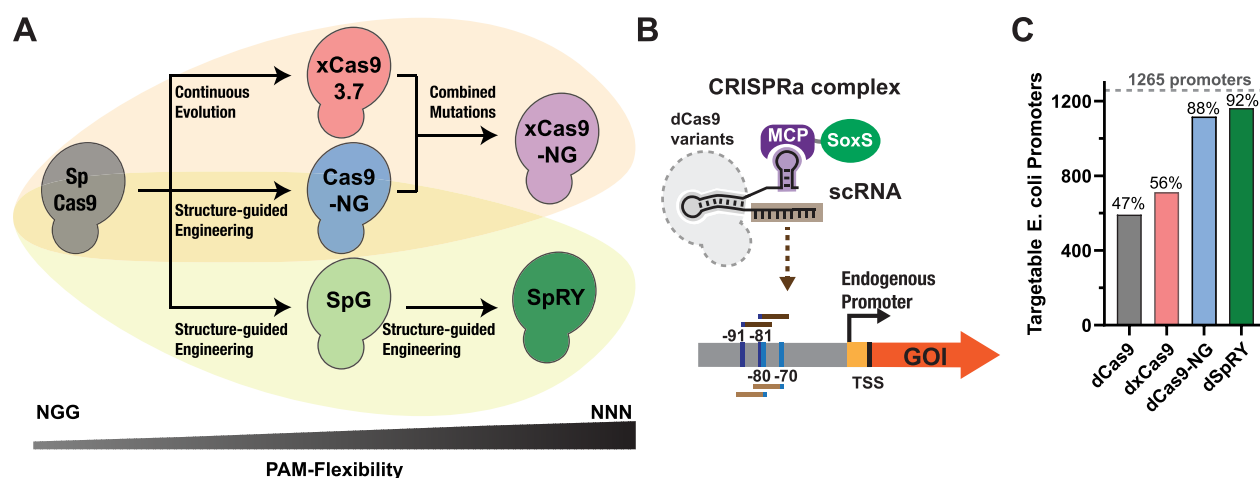 A
Sp
Cas9
Continuous
Evolution
xCas9
3.7
Combined
Mutations
xCas9
-NG
Structure-guided
Engineering
Cas9
-NG
Structure-guided
Engineering
SpG
Structure-guided
Engineering
SpRY
NGG
NNN
PAM-Flexibility
B
CRISPRa complex
dCas9
variants
MCP
SoxS
scRNA
Endogenous
Promoter
-91 -81
-80 -70
TSS
GOI
C
Targetable E. coli Promoters
1265 promoters
1200
800
400
0
47%
56%
88%
92%
dCas9
dxCas9
dCas9-NG
dSpRY